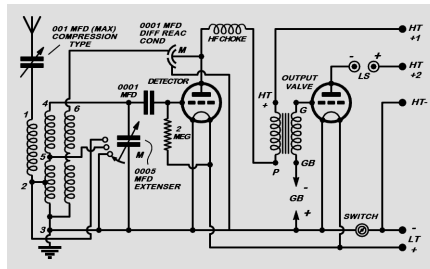 001 MFD (MAX)
COMPRESSION
TYPE
0001 MFD
DIFF REAC
COND
M
HF CHOKE
HT
+1
DETECTOR
OUTPUT
VALVE
-
+
LS
HT
+2
0001
MFD
HT
+
G
HT-
1
4
6
2
MEG
M
5
0005
MFD
EXTENSER
2
P
GB
-
GB
+
SWITCH
3
-
LT
+